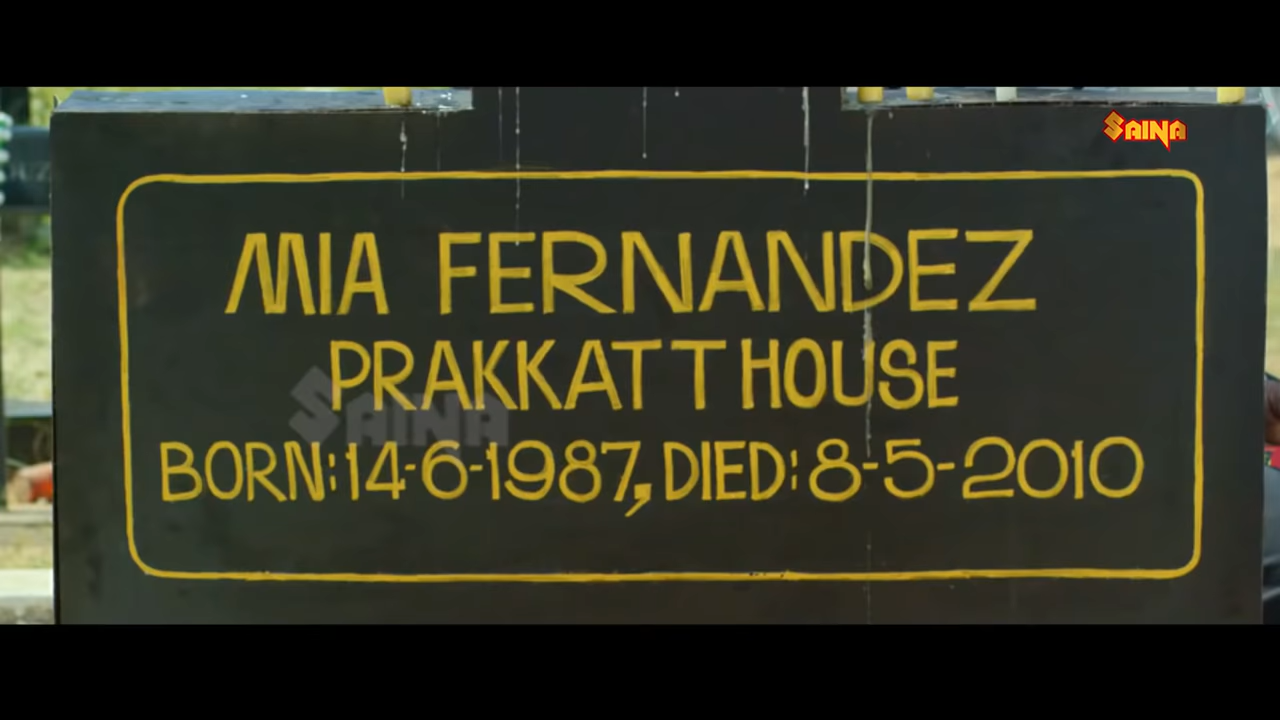 SAINA
MIA FERNANDEZ
PRAKKATT HOUSE
SAINA
BORN:14-6-1987, DIED:8-5-2010